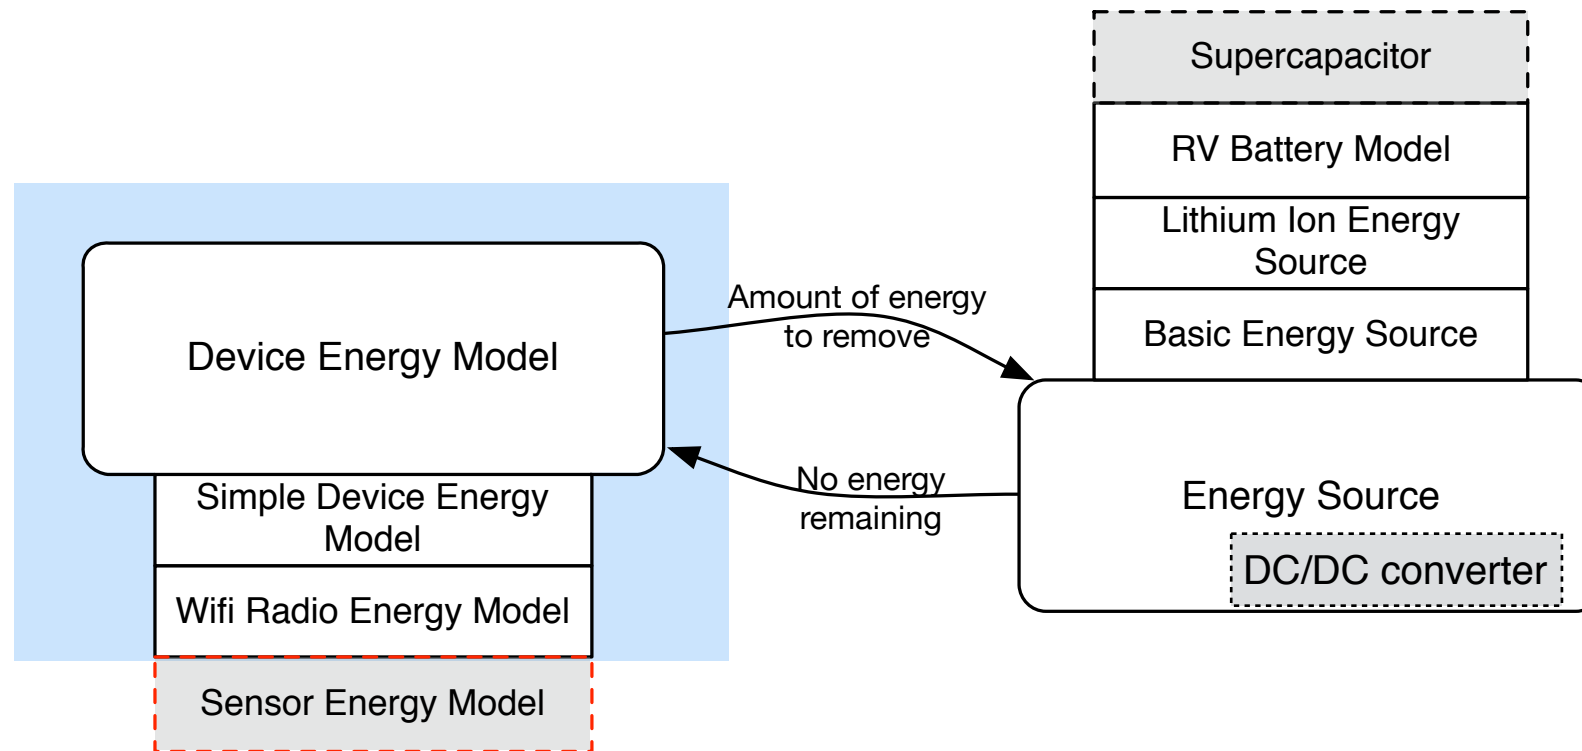 Supercapacitor
RV Battery Model
Lithium Ion Energy
Source
Basic Energy Source
Amount of energy
to remove
Device Energy Model
No energy
remaining
Energy Source
DC/DC converter
Simple Device Energy
Model
Wifi Radio Energy Model
Sensor Energy Model